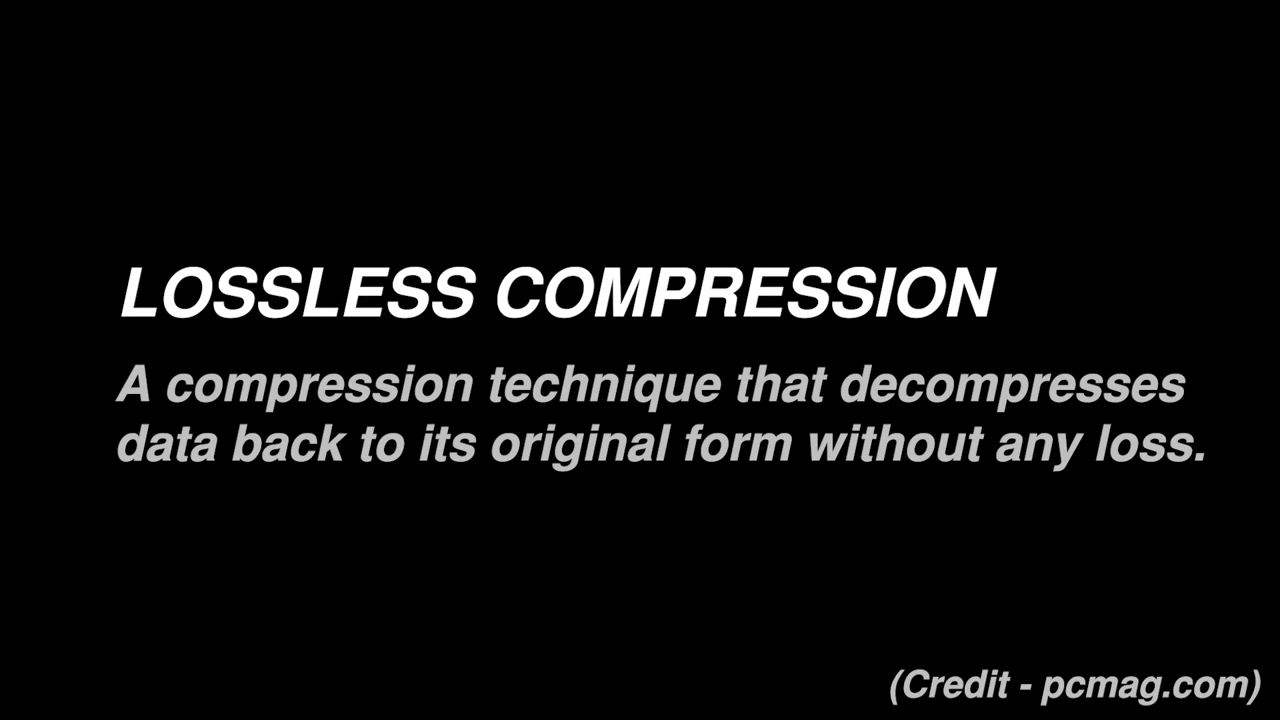 LOSSLESS COMPRESSION
A compression technique that decompresses
data back to its original form without any loss.
(Credit - pcmag.com)